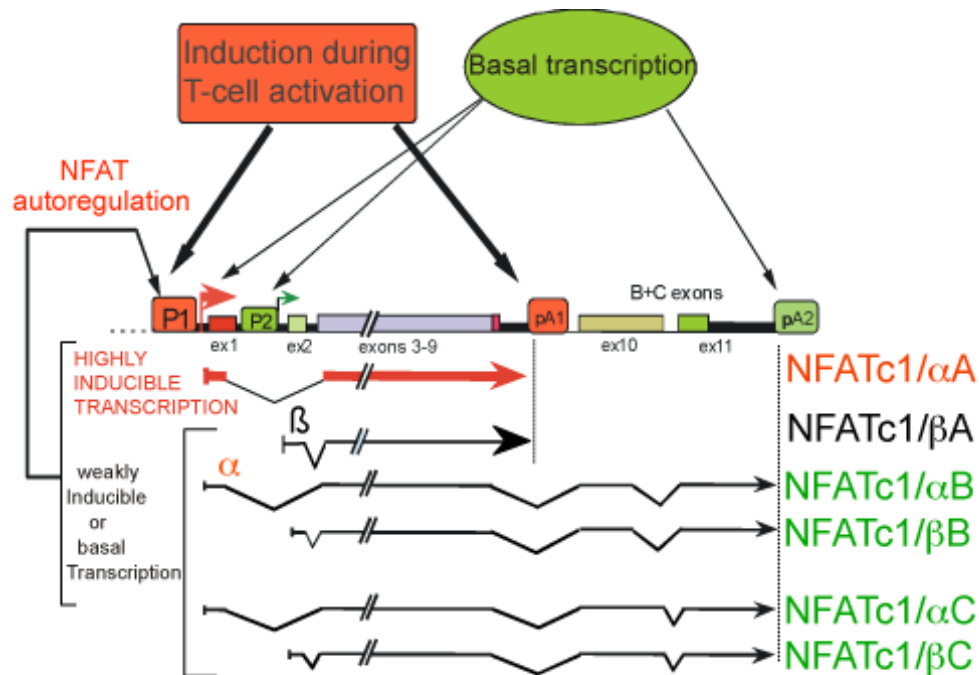 Induction during
T-cell activation
Basal transcription
NFAT
autoregulation
P1
P2
pA1
B+C exons
pA2
ex1
ex2
exons 3-9
ex10
ex11
HIGHLY
INDUCIBLE
TRANSCRIPTION
NFATc1/αA
ß
NFATc1/βA
α
weakly
Inducible
or
basal
Transcription
NFATc1/αB
NFATc1/βB
NFATc1/αC
NFATc1/βC